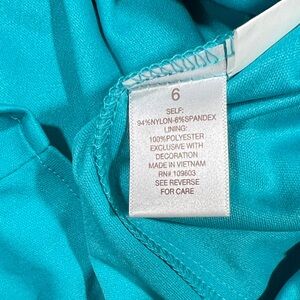 6
SELF:
94%NYLON-6%SPANDEX
LINING:
100%POLYESTER
EXCLUSIVE WITH
DECORATION
MADE IN VIETNAM
RN# 109603
SEE REVERSE
FOR CARE